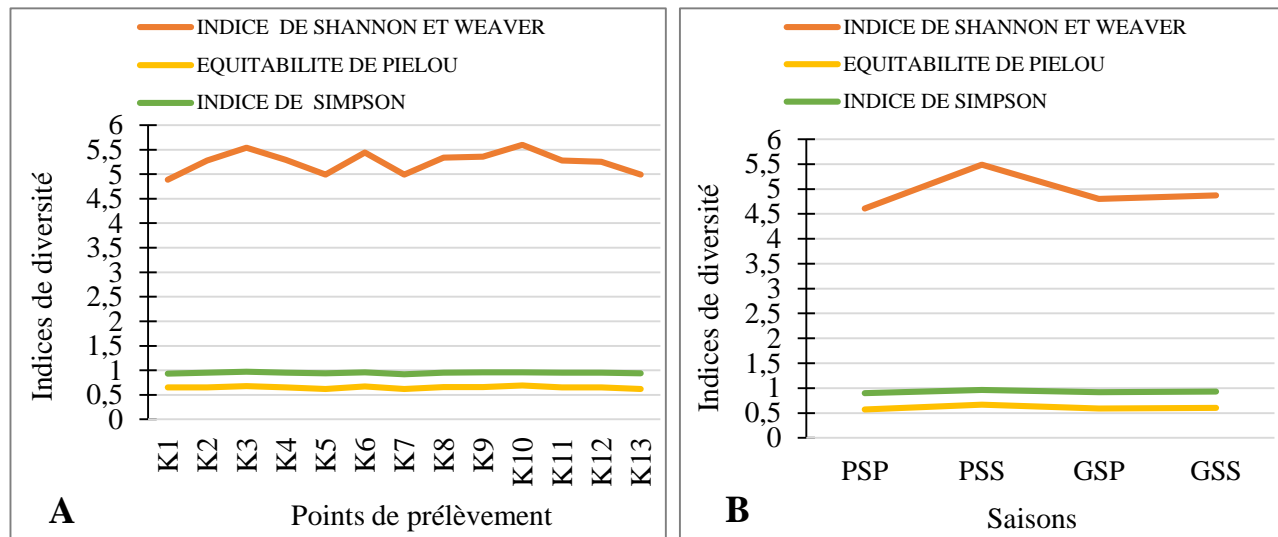 INDICE DE SHANNON ET WEAVER
EQUITABILITE DE PIELOU
INDICE DE SIMPSON
6
5,5
5
4,5
4
3,5
3
2,5
2
1,5
1
0,5
0
Indices de diversité
K1 K2 K3 K4 K5 K6 K7 K8 K9 K10 K11 K12 K13
A
Points de prélèvement
INDICE DE SHANNON ET WEAVER
EQUITABILITE DE PIELOU
INDICE DE SIMPSON
6
5,5
5
4,5
4
3,5
3
2,5
2
1,5
1
0,5
0
Indices de diversité
PSP PSS GSP GSS
B
Saisons